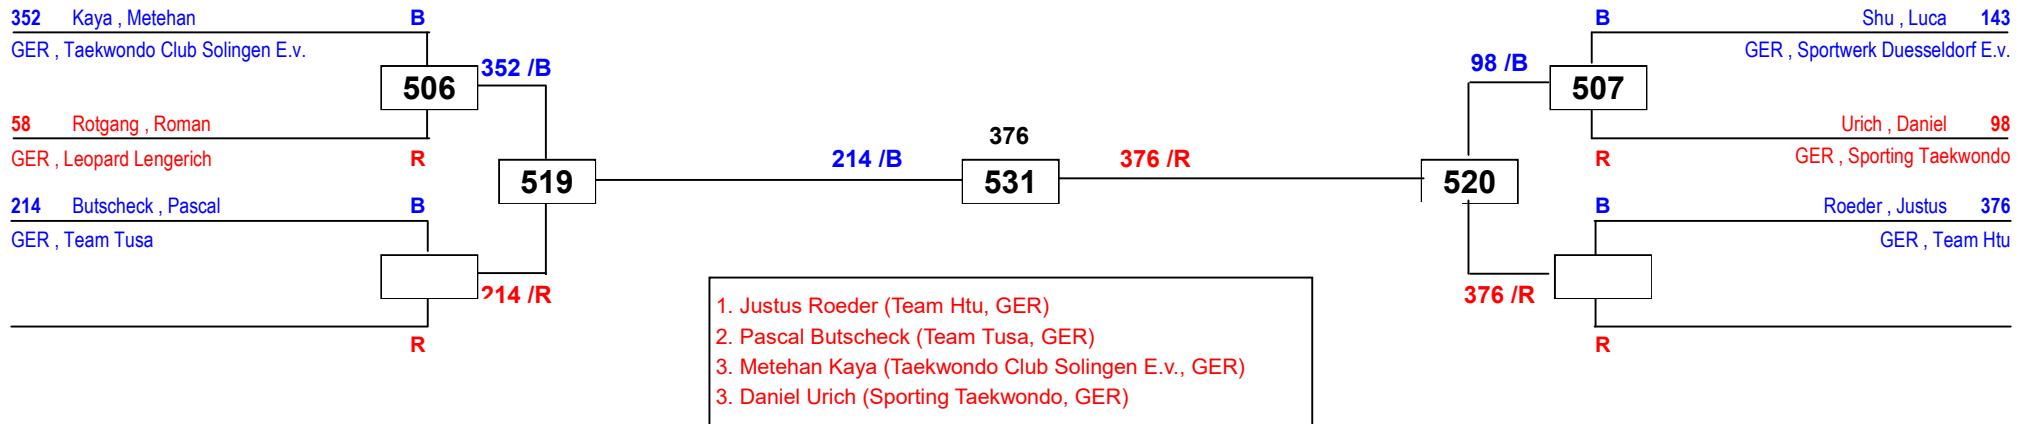 352 Kaya , Metehan B
GER , Taekwondo Club Solingen E.v.
506
352 /B
58 Rotgang , Roman
GER , Leopard Lengerich R
519
214 Butscheck , Pascal B
GER , Team Tusa
214 /R
R
214 /B
376
531
376 /R
B Shu , Luca 143
GER , Sportwerk Duesseldorf E.v.
98 /B
507
Urich , Daniel 98
R GER , Sporting Taekwondo
520
B Roeder , Justus 376
GER , Team Htu
376 /R
R
1. Justus Roeder (Team Htu, GER)
2. Pascal Butscheck (Team Tusa, GER)
3. Metehan Kaya (Taekwondo Club Solingen E.v., GER)
3. Daniel Urich (Sporting Taekwondo, GER)